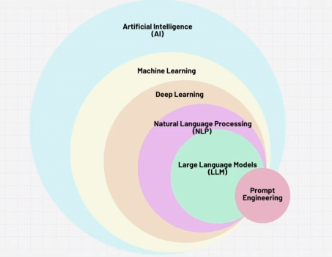 Artificial Intelligence
(AI)
Machine Learning
Deep Learning
Natural Language Processing
(NLP)
Large Language Models
(LLM)
Prompt
Engineering